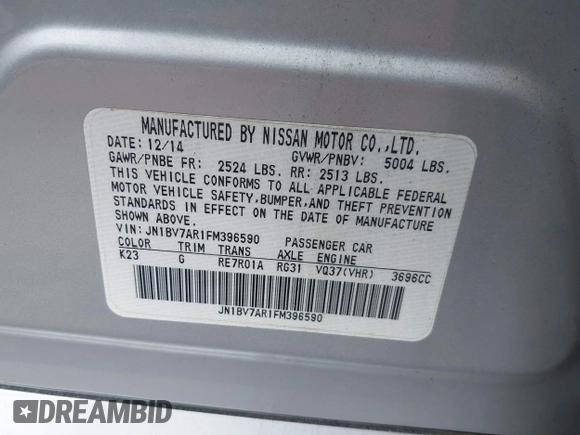 MANUFACTURED BY NISSAN MOTOR CO.,LTD.
DATE: 12/14 GVWR/PNBV: 5004 LBS.
GAWR/PNBE FR: 2524 LBS. RR: 2513 LBS.
THIS VEHICLE CONFORMS TO ALL APPLICABLE FEDERAL
MOTOR VEHICLE SAFETY,BUMPER,AND THEFT PREVENTION
STANDARDS IN EFFECT ON THE DATE OF MANUFACTURE
SHOWN ABOVE.
VIN: JN1BV7AR1FM396590 PASSENGER CAR
COLOR TRIM TRANS AXLE ENGINE
K23 G RE7R01A RG31 VQ37(VHR) 3696CC
JN1BV7AR1FM396590
DREAMBID